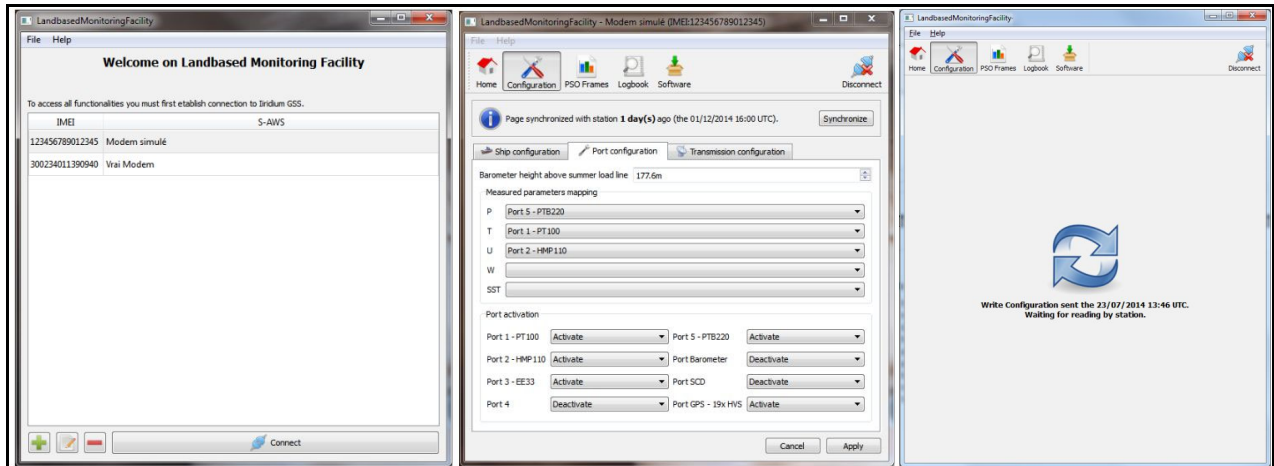 LandbasedMonitoringFacility
File Help
Welcome on Landbased Monitoring Facility
To access all functionalities you must first etablish connection to Iiridium GSS.
IMEI S-AWS
123456789012345 Modem simulé
300234011390940 Vrai Modem
Connect
LandbasedMonitoringFacility - Modem simulé (IMEI:123456789012345)
File Help
Home Configuration PSO Frames Logbook Software Disconnect
Page synchronized with station 1 day(s) ago (the 01/12/2014 16:00 UTC). Synchronize
Ship configuration Port configuration Transmission configuration
Barometer height above summer load line 177.6m
Measured parameters mapping
P Port 5 - PTB220
T Port 1 - PT100
U Port 2 - HMP110
W
SST
Port activation
Port 1 - PT100 Activate Port 5 - PTB220 Activate
Port 2 - HMP110 Activate Port Barometer Deactivate
Port 3 - EE33 Activate Port SCD Deactivate
Port 4 Deactivate Port GPS - 19x HVS Activate
Cancel Apply
LandbasedMonitoringFacility
File Help
Home Configuration PSO Frames Logbook Software Disconnect
Write Configuration sent the 23/07/2014 13:46 UTC.
Waiting for reading by station.